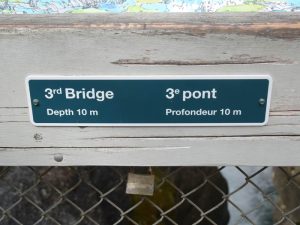 3rd Bridge
Depth 10 m
3e pont
Profondeur 10 m